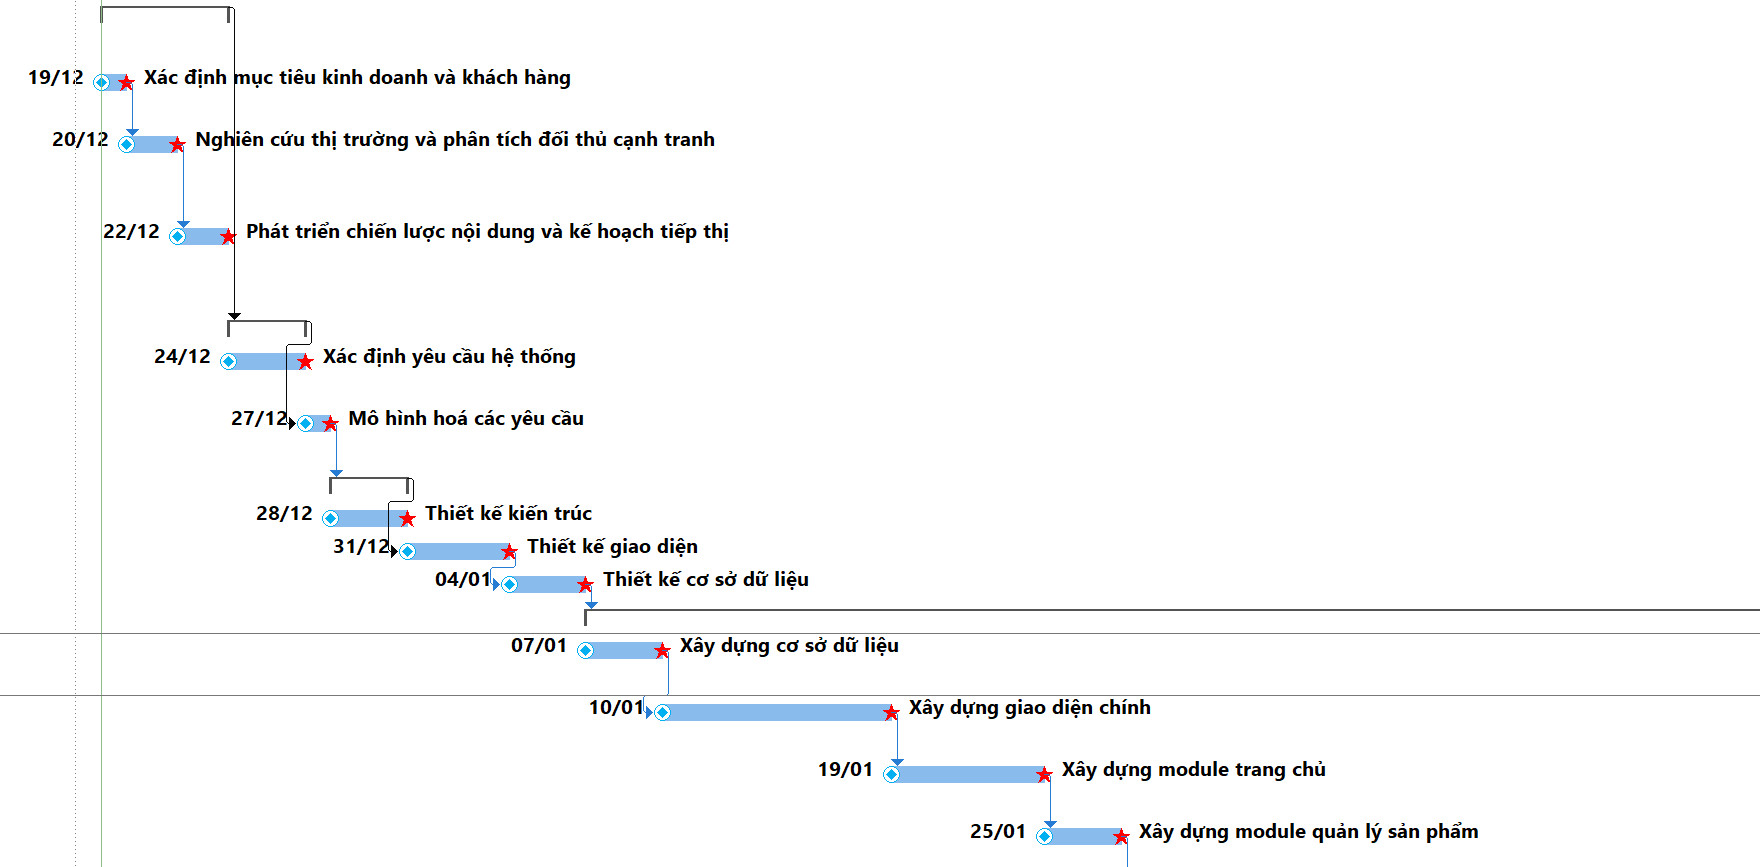 19/12 Xác định mục tiêu kinh doanh và khách hàng
20/12 Nghiên cứu thị trường và phân tích đối thủ cạnh tranh
22/12 Phát triển chiến lược nội dung và kế hoạch tiếp thị
24/12 Xác định yêu cầu hệ thống
27/12 Mô hình hoá các yêu cầu
28/12 Thiết kế kiến trúc
31/12 Thiết kế giao diện
04/01 Thiết kế cơ sở dữ liệu
07/01 Xây dựng cơ sở dữ liệu
10/01 Xây dựng giao diện chính
19/01 Xây dựng module trang chủ
25/01 Xây dựng module quản lý sản phẩm